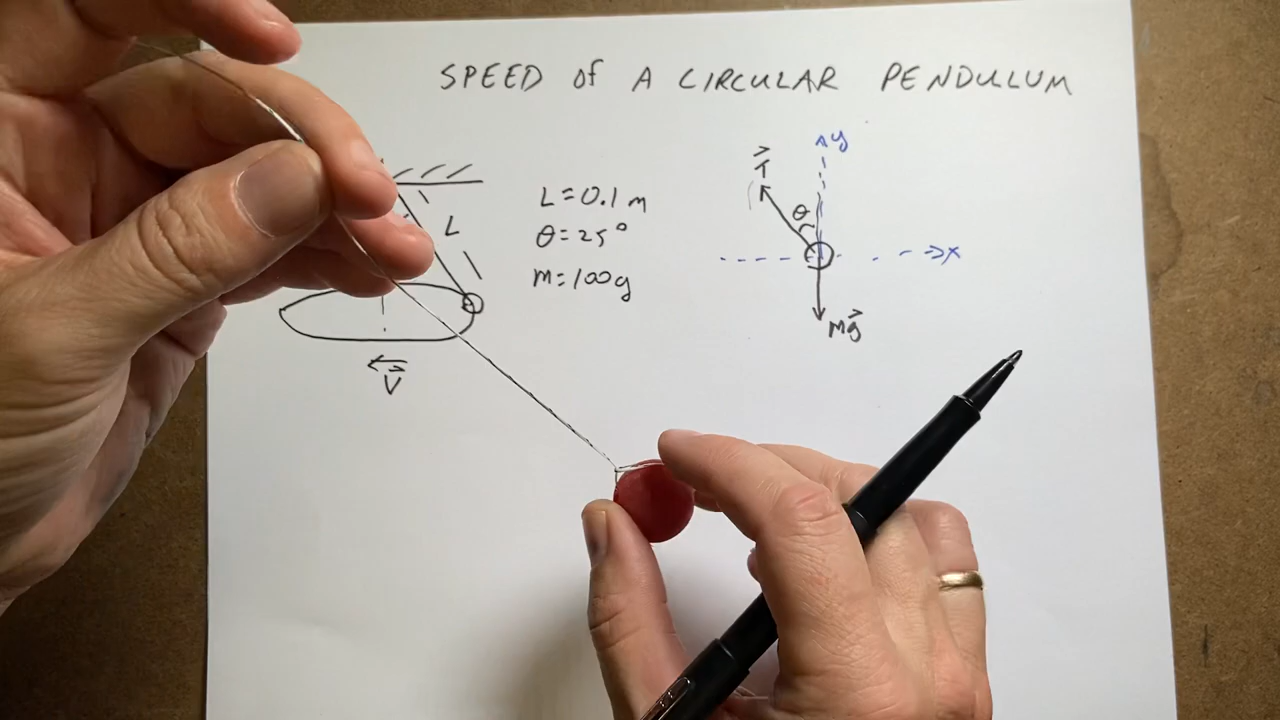 SPEED of A CIRCULAR PENDULUM
L
V
L=0.1 m
θ=25°
m=100g
T
θ
y
x
mg